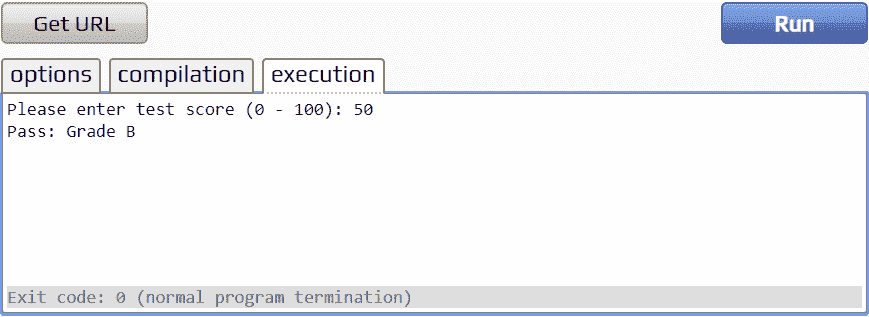 Get URL
Run
options
compilation
execution
Please enter test score (0 - 100): 50
Pass: Grade B
Exit code: 0 (normal program termination)